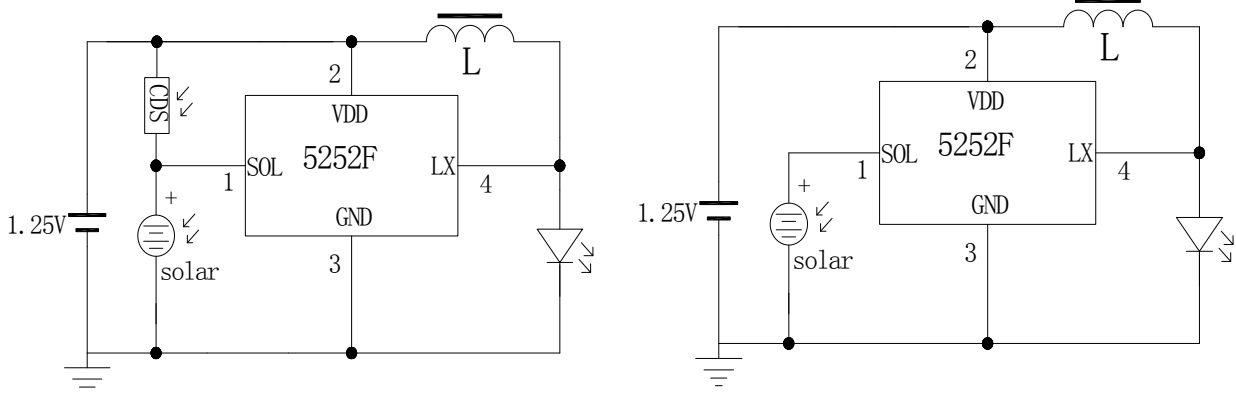 L
2
CDS
VDD
5252F
SOL
LX
1
4
+
GND
1.25V
3
solar
L
2
VDD
5252F
SOL
LX
1
4
+
GND
1.25V
3
solar